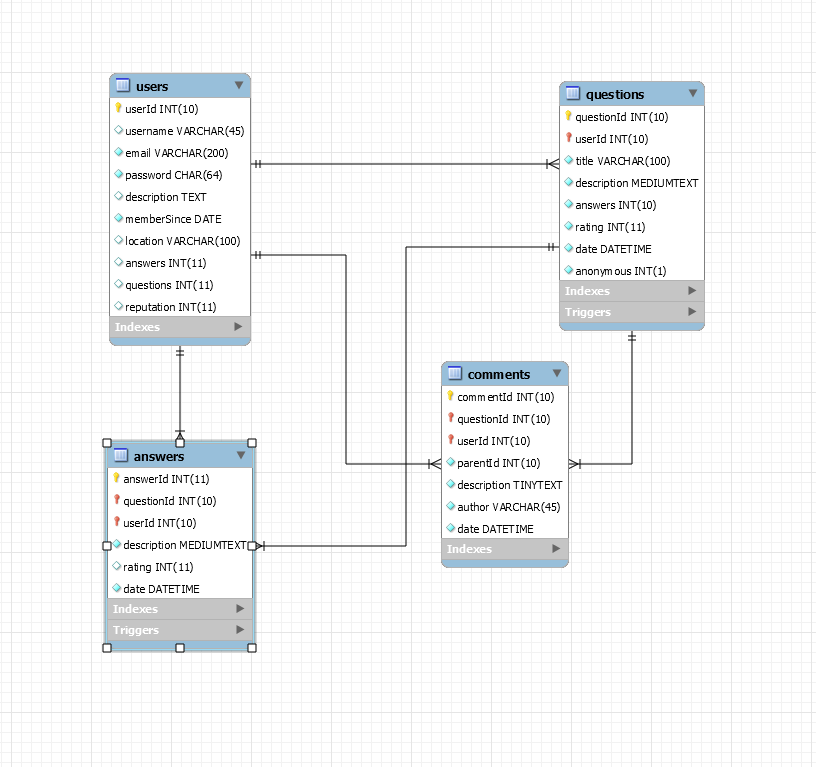 users
userId INT(10)
username VARCHAR(45)
email VARCHAR(200)
password CHAR(64)
description TEXT
memberSince DATE
location VARCHAR(100)
answers INT(11)
questions INT(11)
reputation INT(11)
Indexes
questions
questionId INT(10)
userId INT(10)
title VARCHAR(100)
description MEDIUMTEXT
answers INT(10)
rating INT(11)
date DATETIME
anonymous INT(1)
Indexes
Triggers
comments
commentId INT(10)
questionId INT(10)
userId INT(10)
parentId INT(10)
description TINYTEXT
author VARCHAR(45)
date DATETIME
Indexes
answers
answerId INT(11)
questionId INT(10)
userId INT(10)
description MEDIUMTEXT
rating INT(11)
date DATETIME
Indexes
Triggers